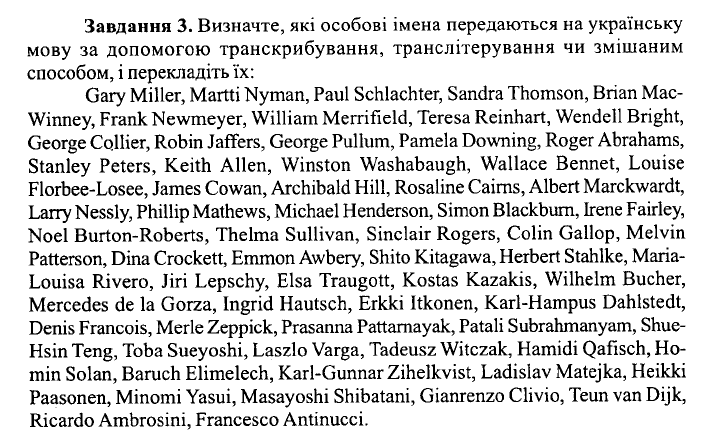 Завдання 3. Визначте, які особові імена передаються на українську
мову за допомогою транскрибування, транслітерування чи змішаним
способом, і перекладіть їх:
Gary Miller, Martti Nyman, Paul Schlachter, Sandra Thomson, Brian Mac-
Winney, Frank Newmeyer, William Merrifield, Teresa Reinhart, Wendell Bright,
George Collier, Robin Jaffers, George Pullum, Pamela Downing, Roger Abrahams,
Stanley Peters, Keith Allen, Winston Washabaugh, Wallace Bennet, Louise
Florbee-Losee, James Cowan, Archibald Hill, Rosaline Cairns, Albert Marckwardt,
Larry Nessly, Phillip Mathews, Michael Henderson, Simon Blackburn, Irene Fairley,
Noel Burton-Roberts, Thelma Sullivan, Sinclair Rogers, Colin Gallop, Melvin
Patterson, Dina Crockett, Emmon Awbery, Shito Kitagawa, Herbert Stahlke, Maria-
Louisa Rivero, Jiri Lepschy, Elsa Traugott, Kostas Kazakis, Wilhelm Bucher,
Mercedes de la Gorza, Ingrid Hautsch, Erkki Itkonen, Karl-Hampus Dahlstedt,
Denis Francois, Merle Zeppick, Prasanna Pattarnayak, Patali Subrahmanyam, Shue-
Hsin Teng, Toba Sueyoshi, Laszlo Varga, Tadeusz Witczak, Hamidi Qafisch, Ho-
min Solan, Baruch Elimelech, Karl-Gunnar Zihelkvist, Ladislav Matejka, Heikki
Paasonen, Minomi Yasui, Masayoshi Shibatani, Gianrenzo Clivio, Teun van Dijk,
Ricardo Ambrosini, Francesco Antinucci.